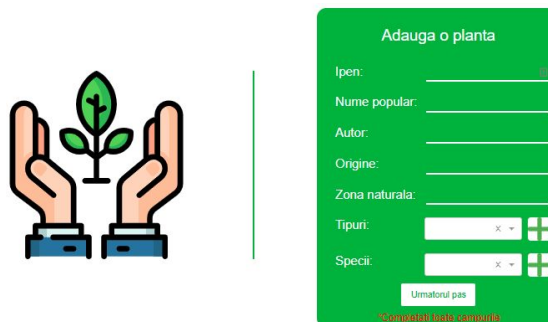 Adauga o planta
Ipen:
Nume popular:
Autor:
Origine:
Zona naturala:
Tipuri:
Specii:
Urmatorul pas
*Completati toate campurile